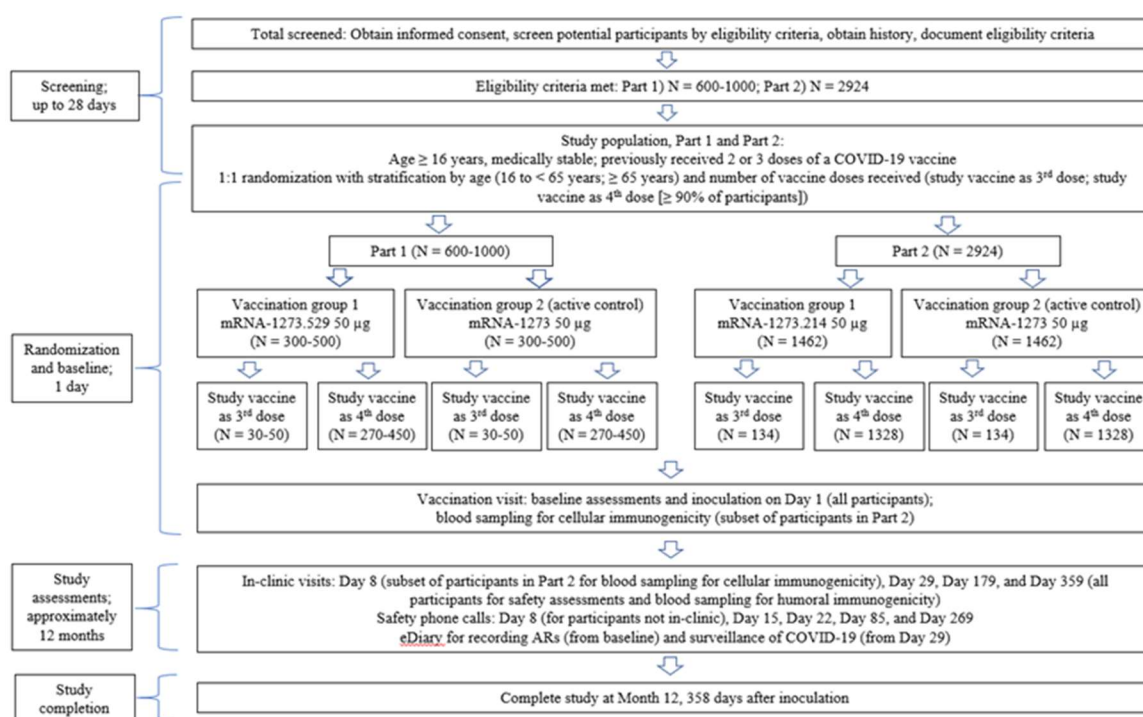 Total screened: Obtain informed consent, screen potential participants by eligibility criteria, obtain history, document eligibility criteria
Screening;
up to 28 days
Eligibility criteria met: Part 1) N = 600-1000; Part 2) N = 2924
Study population, Part 1 and Part 2:
Age ≥ 16 years, medically stable; previously received 2 or 3 doses of a COVID-19 vaccine
1:1 randomization with stratification by age (16 to < 65 years; ≥ 65 years) and number of vaccine doses received (study vaccine as 3rd dose; study
vaccine as 4th dose [≥ 90% of participants])
Part 1 (N = 600-1000)
Part 2 (N = 2924)
Randomization
and baseline;
1 day
Vaccination group 1
mRNA-1273.529 50 µg
(N = 300-500)
Vaccination group 2 (active control)
mRNA-1273 50 µg
(N = 300-500)
Vaccination group 1
mRNA-1273.214 50 µg
(N = 1462)
Vaccination group 2 (active control)
mRNA-1273 50 µg
(N = 1462)
Study vaccine
as 3rd dose
(N = 30-50)
Study vaccine
as 4th dose
(N = 270-450)
Study vaccine
as 3rd dose
(N = 30-50)
Study vaccine
as 4th dose
(N = 270-450)
Study vaccine
as 3rd dose
(N = 134)
Study vaccine
as 4th dose
(N = 1328)
Study vaccine
as 3rd dose
(N = 134)
Study vaccine
as 4th dose
(N = 1328)
Vaccination visit: baseline assessments and inoculation on Day 1 (all participants);
blood sampling for cellular immunogenicity (subset of participants in Part 2)
Study
assessments;
approximately
12 months
In-clinic visits: Day 8 (subset of participants in Part 2 for blood sampling for cellular immunogenicity), Day 29, Day 179, and Day 359 (all
participants for safety assessments and blood sampling for humoral immunogenicity)
Safety phone calls: Day 8 (for participants not in-clinic), Day 15, Day 22, Day 85, and Day 269
eDiary for recording ARs (from baseline) and surveillance of COVID-19 (from Day 29)
Study
completion
Complete study at Month 12, 358 days after inoculation